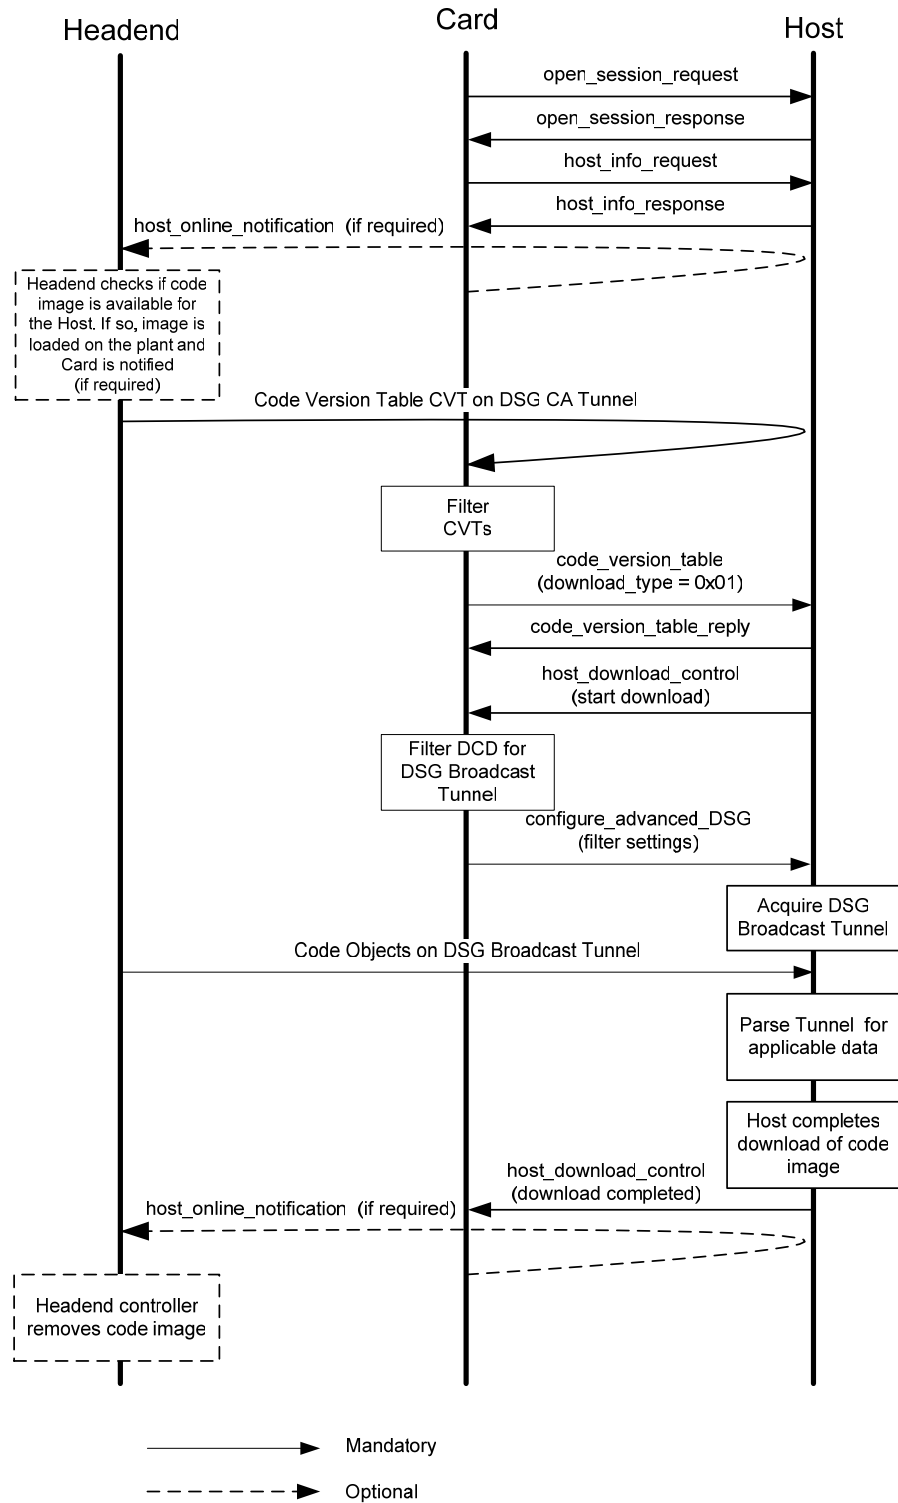 Headend
Card
Host
open_session_request
open_session_response
host_info_request
host_info_response
host_online_notification (if required)
Headend checks if code
image is available for
the Host. If so, image is
loaded on the plant and
Card is notified
(if required)
Code Version Table CVT on DSG CA Tunnel
Filter
CVTs
code_version_table
(download_type = 0x01)
code_version_table_reply
host_download_control
(start download)
Filter DCD for
DSG Broadcast
Tunnel
configure_advanced_DSG
(filter settings)
Acquire DSG
Broadcast Tunnel
Code Objects on DSG Broadcast Tunnel
Parse Tunnel for
applicable data
Host completes
download of code
image
host_download_control
(download completed)
host_online_notification (if required)
Headend controller
removes code image
Mandatory
Optional